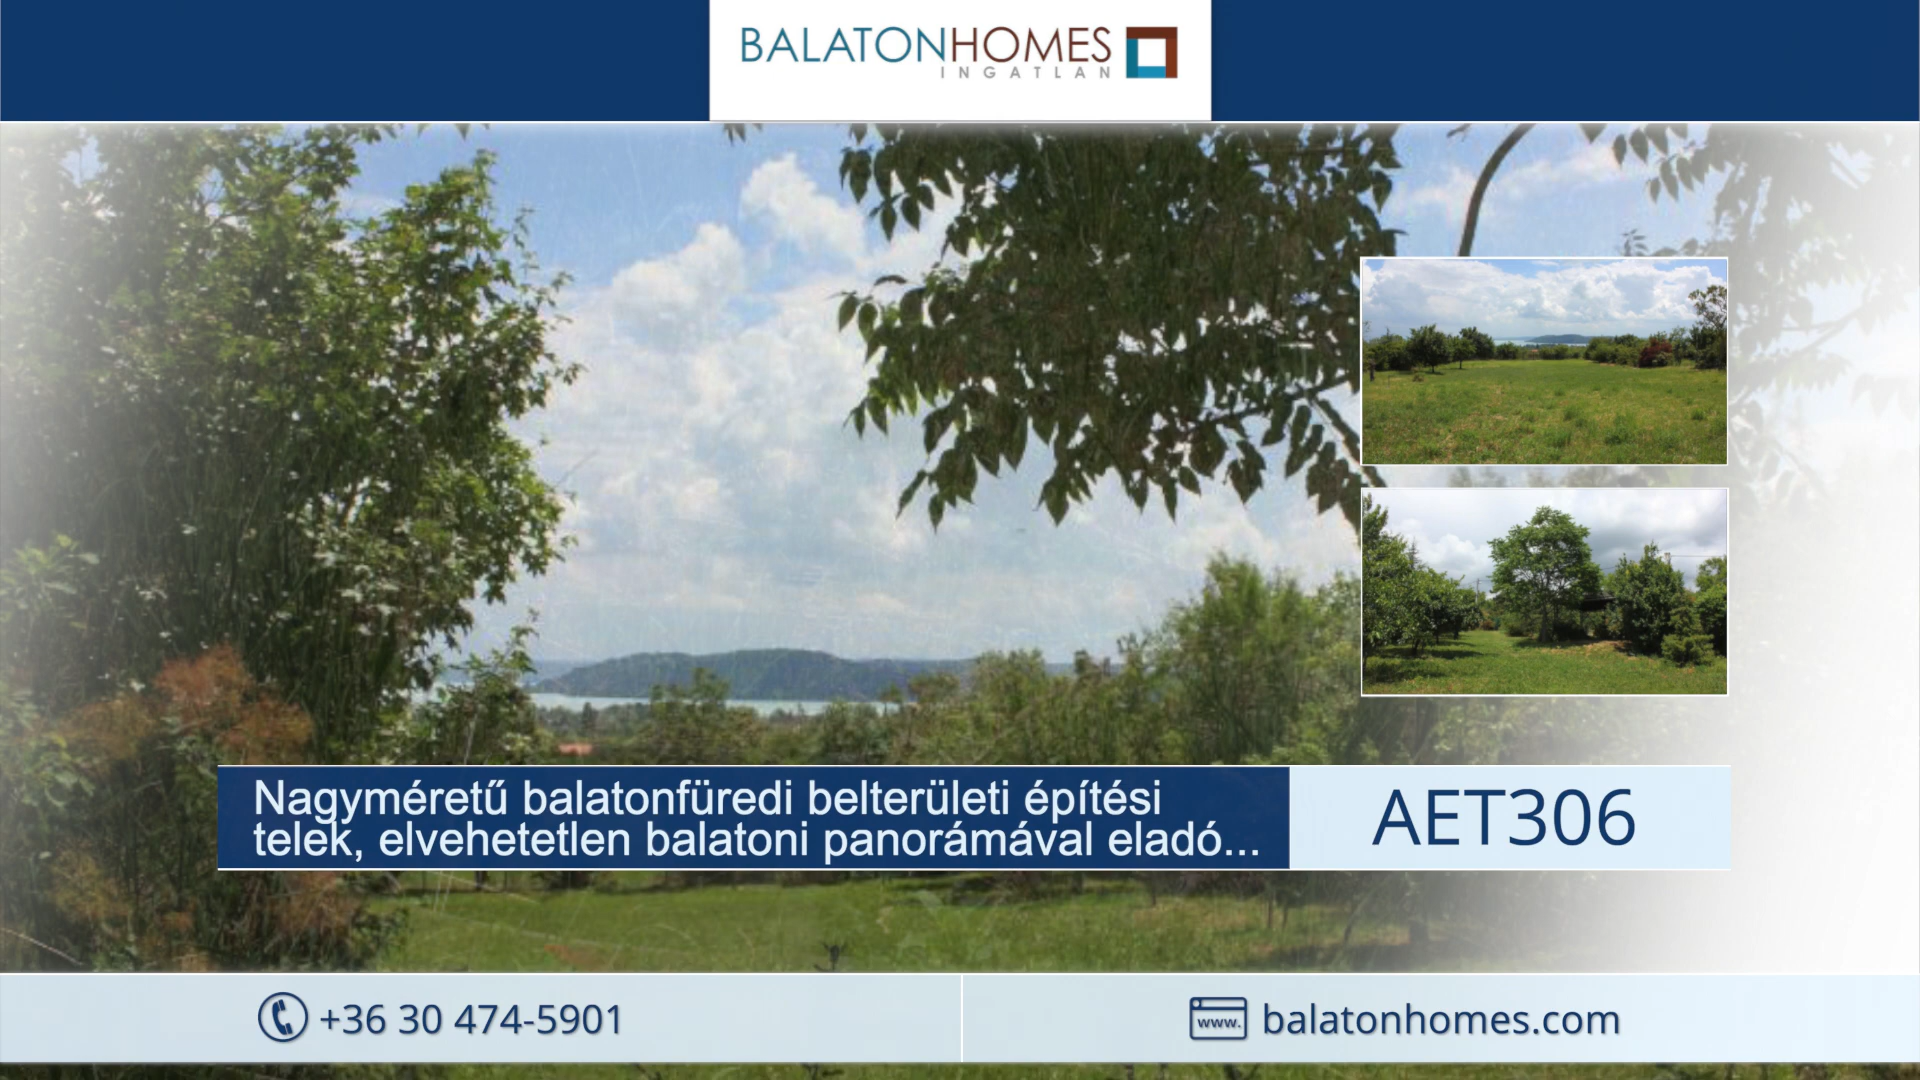 BALATONHOMES
INGATLAN
Nagyméretű balatonfüredi belterületi építési
telek, elvehetetlen balatoni panorámával eladó...
AET306
+36 30 474-5901
www.
balatonhomes.com